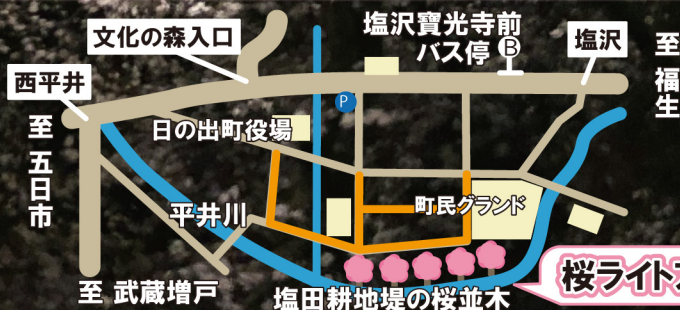 文化の森入口
塩沢寶光寺前
バス停 B
塩沢
至 福生
西平井
P
日の出町役場
至 五日市
平井川
町民グランド
至 武蔵増戸
塩田耕地堤の桜並木
桜ライト